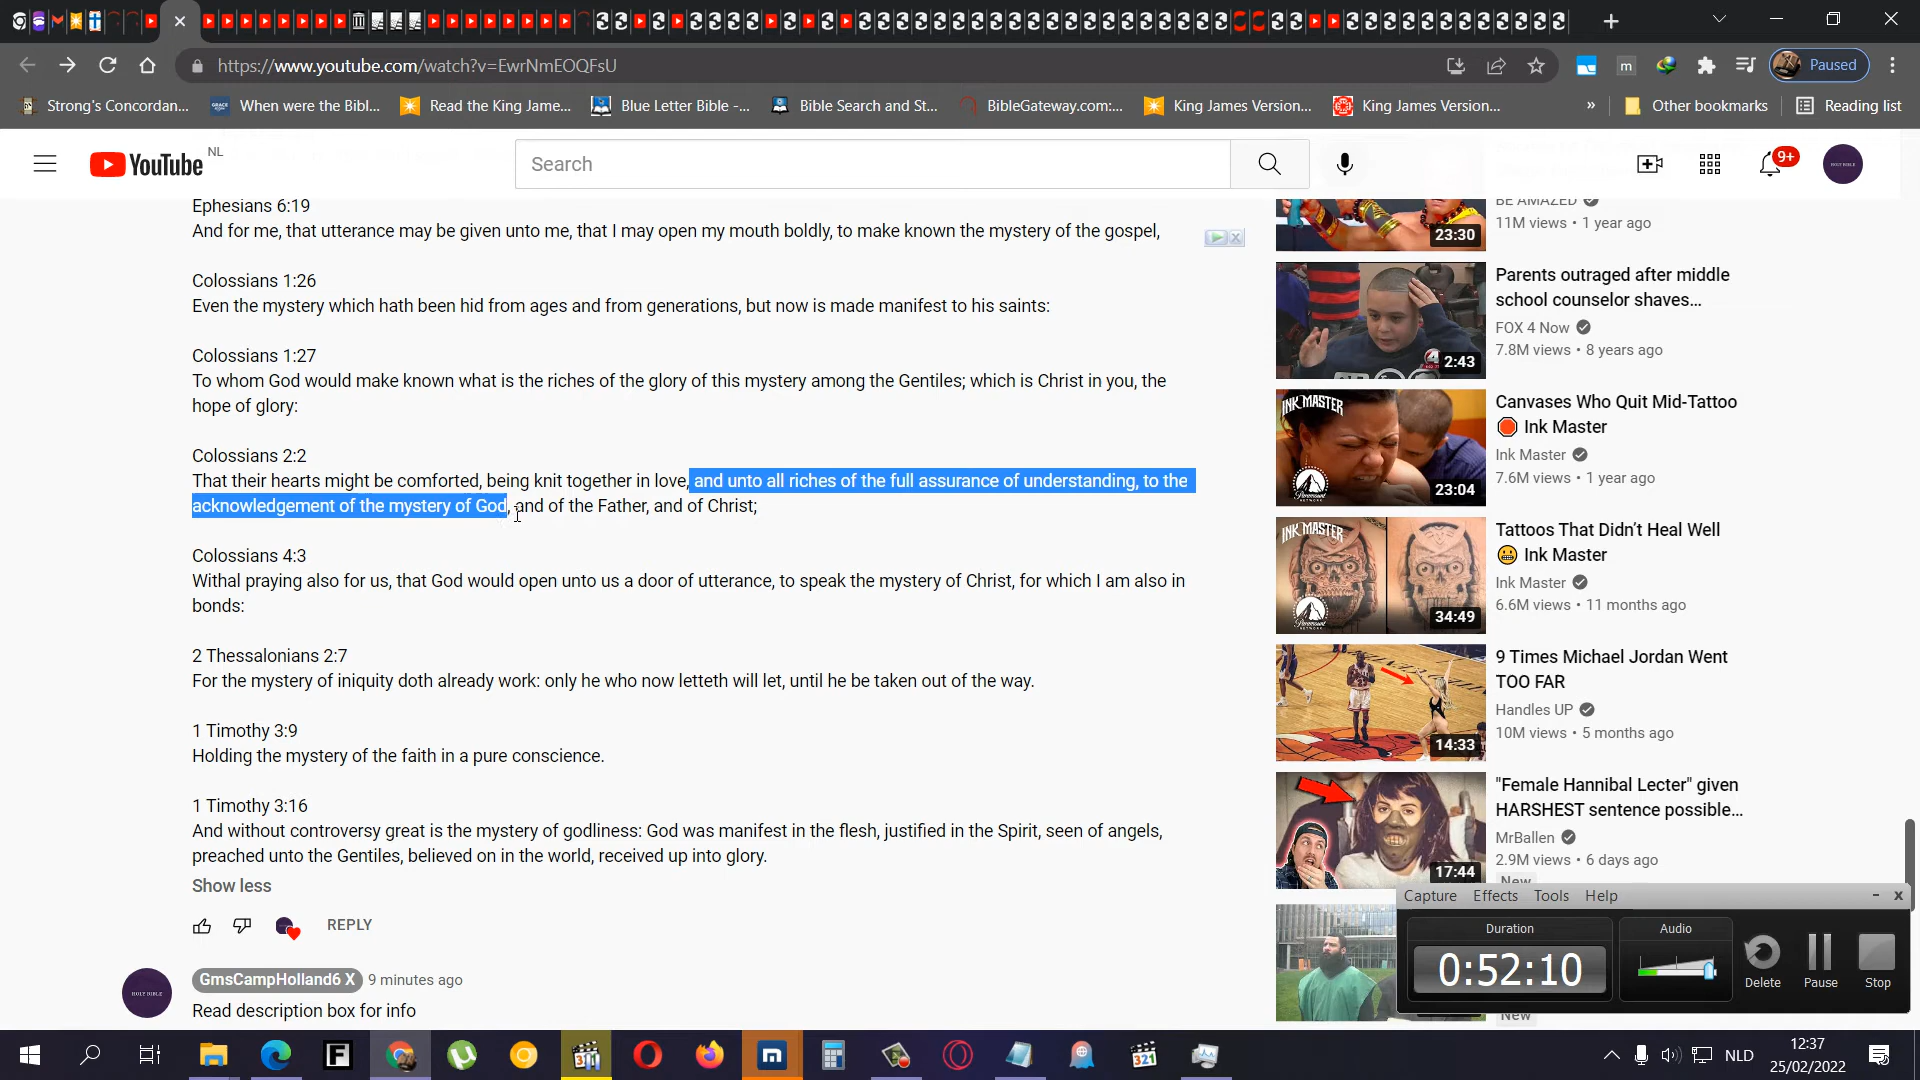 https://www.youtube.com/watch?v=EwrNmEOQFsU
Paused
Strong's Concordan...
When were the Bibl...
Read the King Jame...
Blue Letter Bible -...
Bible Search and St...
BibleGateway.com:...
King James Version...
King James Version...
»
Other bookmarks
Reading list
YouTube NL
Search
9+
Ephesians 6:19
And for me, that utterance may be given unto me, that I may open my mouth boldly, to make known the mystery of the gospel,
Colossians 1:26
Even the mystery which hath been hid from ages and from generations, but now is made manifest to his saints:
Colossians 1:27
To whom God would make known what is the riches of the glory of this mystery among the Gentiles; which is Christ in you, the
hope of glory:
Colossians 2:2
That their hearts might be comforted, being knit together in love, and unto all riches of the full assurance of understanding, to the
acknowledgement of the mystery of God, and of the Father, and of Christ;
Colossians 4:3
Withal praying also for us, that God would open unto us a door of utterance, to speak the mystery of Christ, for which I am also in
bonds:
2 Thessalonians 2:7
For the mystery of iniquity doth already work: only he who now letteth will let, until he be taken out of the way.
1 Timothy 3:9
Holding the mystery of the faith in a pure conscience.
1 Timothy 3:16
And without controversy great is the mystery of godliness: God was manifest in the flesh, justified in the Spirit, seen of angels,
preached unto the Gentiles, believed on in the world, received up into glory.
Show less
REPLY
GmsCampHolland6 X 9 minutes ago
Read description box for info
BE AMAZED
11M views • 1 year ago
23:30
Parents outraged after middle
school counselor shaves...
FOX 4 Now
7.8M views • 8 years ago
2:43
INK MASTER
Canvases Who Quit Mid-Tattoo
Ink Master
Ink Master
7.6M views • 1 year ago
23:04
INK MASTER
Tattoos That Didn't Heal Well
Ink Master
Ink Master
6.6M views • 11 months ago
34:49
9 Times Michael Jordan Went
TOO FAR
Handles UP
10M views • 5 months ago
14:33
"Female Hannibal Lecter" given
HARSHEST sentence possible...
MrBallen
2.9M views • 6 days ago
17:44
New
Capture Effects Tools Help
Duration
0:52:10
Audio
Delete
Pause
Stop
New
NLD
12:37
25/02/2022